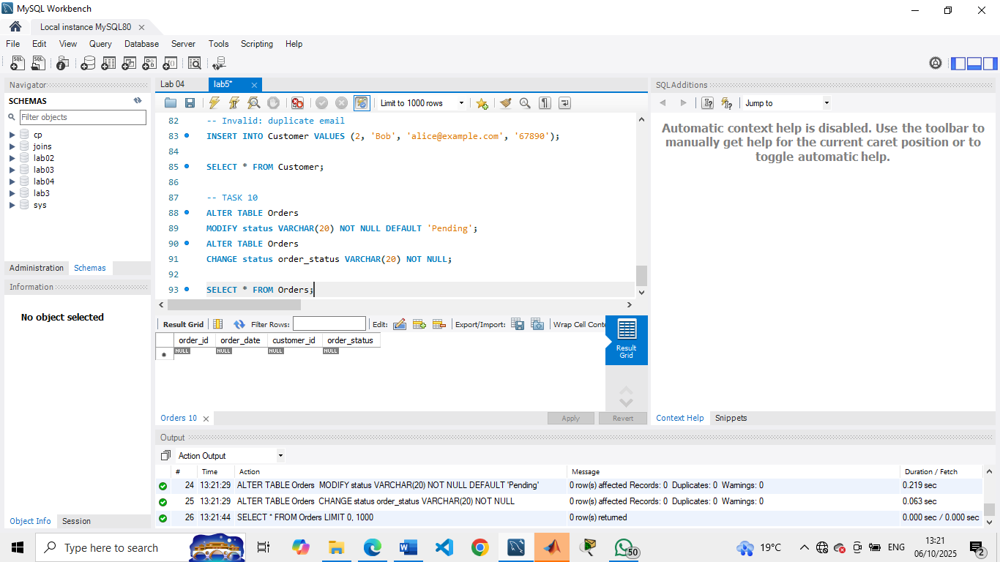 MySQL Workbench
Local instance MySQL80
File Edit View Query Database Server Tools Scripting Help
Navigator
SCHEMAS
Filter objects
cp
joins
lab02
lab03
lab04
lab3
sys
Administration Schemas
Information
No object selected
Object Info Session
Lab 04 lab5*
Limit to 1000 rows
82 -- Invalid: duplicate email
83 INSERT INTO Customer VALUES (2, 'Bob', 'alice@example.com', '67890');
84
85 SELECT * FROM Customer;
86
87 -- TASK 10
88 ALTER TABLE Orders
89 MODIFY status VARCHAR(20) NOT NULL DEFAULT 'Pending';
90 ALTER TABLE Orders
91 CHANGE status order_status VARCHAR(20) NOT NULL;
92
93 SELECT * FROM Orders;
Result Grid Filter Rows: Edit: Export/Import: Wrap Cell Conte
order_id order_date customer_id order_status
NULL NULL NULL NULL
Result
Grid
Orders 10 Apply Revert
SQLAdditions
Jump to
Automatic context help is disabled. Use the toolbar to
manually get help for the current caret position or to
toggle automatic help.
Context Help Snippets
Output
Action Output
# Time Action Message Duration / Fetch
24 13:21:29 ALTER TABLE Orders MODIFY status VARCHAR(20) NOT NULL DEFAULT 'Pending' 0 row(s) affected Records: 0 Duplicates: 0 Warnings: 0 0.219 sec
25 13:21:29 ALTER TABLE Orders CHANGE status order_status VARCHAR(20) NOT NULL 0 row(s) affected Records: 0 Duplicates: 0 Warnings: 0 0.063 sec
26 13:21:44 SELECT * FROM Orders LIMIT 0, 1000 0 row(s) returned 0.000 sec / 0.000 sec
Type here to search
50
19°C
ENG
13:21
06/10/2025
2